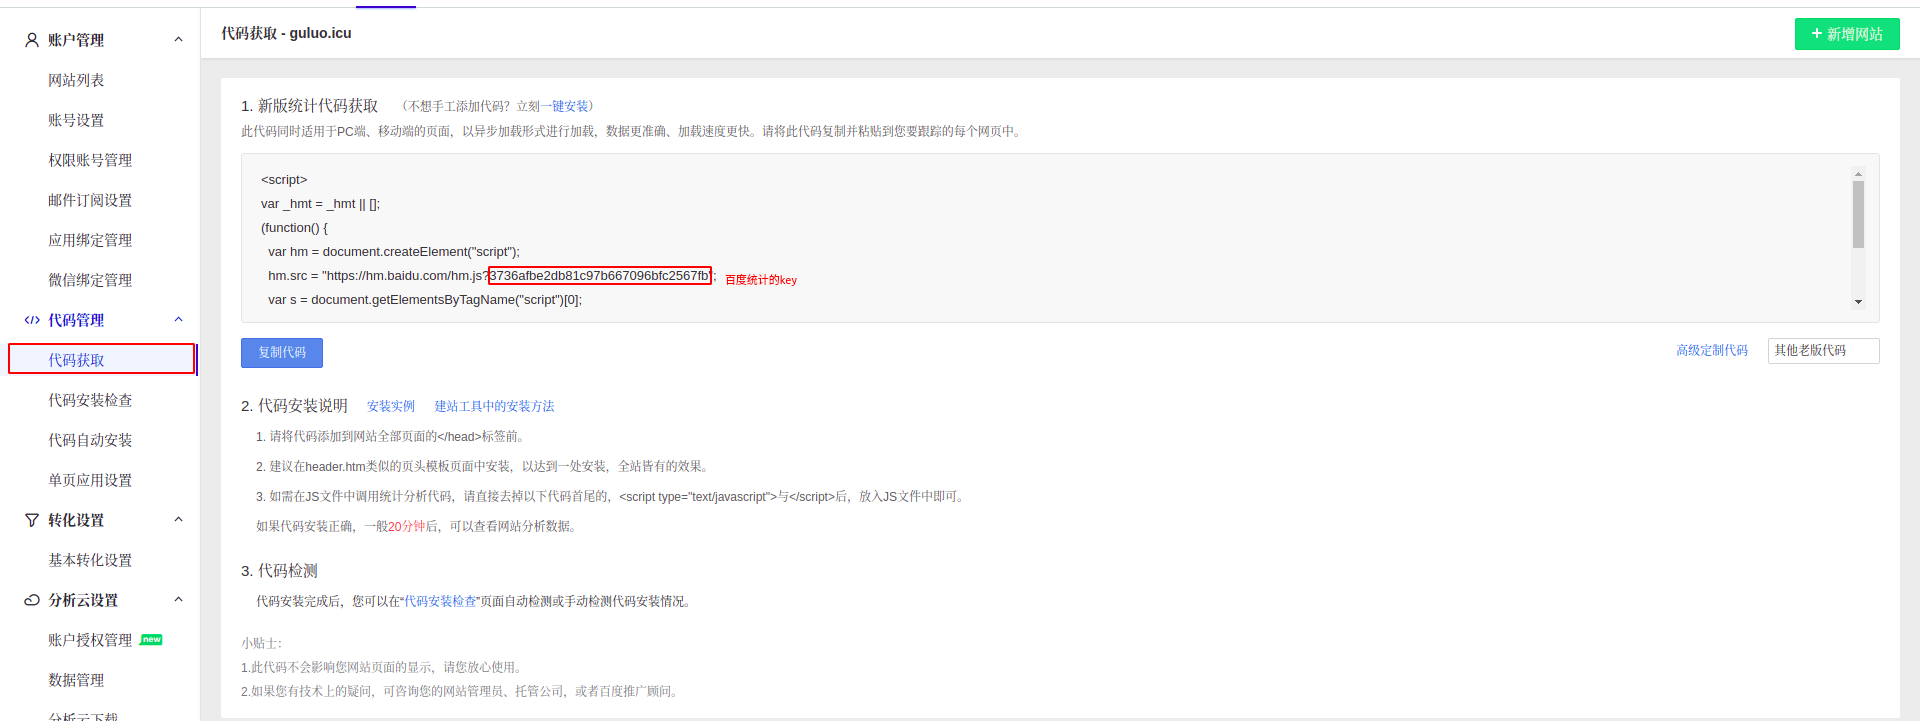 账户管理
网站列表
账号设置
权限账号管理
邮件订阅设置
应用绑定管理
微信绑定管理
</> 代码管理
代码获取
代码安装检查
代码自动安装
单页应用设置
转化设置
基本转化设置
分析云设置
账户授权管理 new
数据管理
分析云下载
代码获取 - guluo.icu
+ 新增网站
1. 新版统计代码获取 （不想手工添加代码？立刻一键安装）
此代码同时适用于PC端、移动端的页面，以异步加载形式进行加载，数据更准确、加载速度更快。请将此代码复制并粘贴到您要跟踪的每个网页中。
<script>
var _hmt = _hmt || [];
(function() {
var hm = document.createElement("script");
hm.src = "https://hm.baidu.com/hm.js?3736afbe2db81c97b667096bfc2567fb"; 百度统计的key
var s = document.getElementsByTagName("script")[0];
复制代码 高级定制代码 其他老版代码
2. 代码安装说明 安装实例 建站工具中的安装方法
1. 请将代码添加到网站全部页面的</head>标签前。
2. 建议在header.htm类似的页头模板页面中安装，以达到一处安装，全站皆有的效果。
3. 如需在JS文件中调用统计分析代码，请直接去掉以下代码首尾的，<script type="text/javascript">与</script>后，放入JS文件中即可。
如果代码安装正确，一般20分钟后，可以查看网站分析数据。
3. 代码检测
代码安装完成后，您可以在“代码安装检查”页面自动检测或手动检测代码安装情况。
小贴士：
1.此代码不会影响您网站页面的显示，请您放心使用。
2.如果您有技术上的疑问，可咨询您的网站管理员、托管公司，或者百度推广顾问。